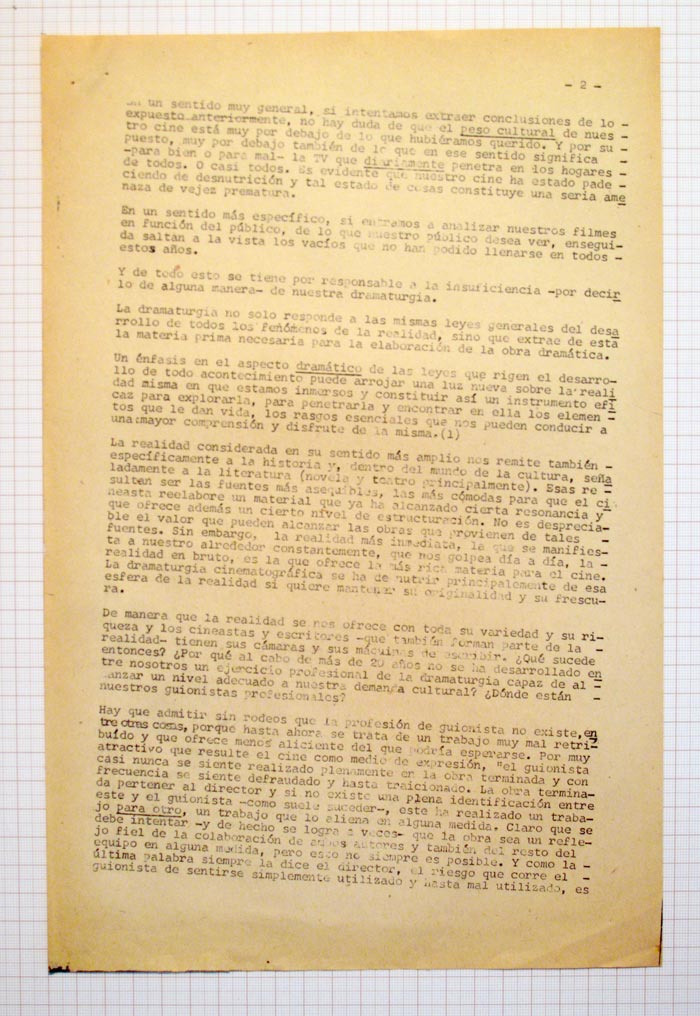 - 2 -
En un sentido muy general, si intentamos extraer conclusiones de lo -
expuesto anteriormente, no hay duda de que el peso cultural de nues -
tro cine está muy por debajo de lo que hubiéramos querido. Y por su -
puesto, muy por debajo también de lo que en ese sentido significa -
-para bien o para mal- la TV que diariamente penetra en los hogares -
de todos. O casi todos. Es evidente que nuestro cine ha estado pade -
ciendo de desnutrición y tal estado de cosas constituye una seria ame
naza de vejez prematura.
En un sentido más específico, si entramos a analizar nuestros filmes
en función del público, de lo que nuestro público desea ver, ensegui-
da saltan a la vista los vacíos que no han podido llenarse en todos -
estos años.
Y de todo esto se tiene por responsable a la insuficiencia -por decir
lo de alguna manera- de nuestra dramaturgia.
La dramaturgia no solo responde a las mismas leyes generales del desa
rrollo de todos los fenómenos de la realidad, sino que extrae de esta
la materia prima necesaria para la elaboración de la obra dramática.
Un énfasis en el aspecto dramático de las leyes que rigen el desarro-
llo de todo acontecimiento puede arrojar una luz nueva sobre la reali
dad misma en que estamos inmersos y constituir así un instrumento efi
caz para explorarla, para penetrarla y encontrar en ella los elemen -
tos que le dan vida, los rasgos esenciales que nos pueden conducir a
una mayor comprensión y disfrute de la misma.(1)
La realidad considerada en su sentido más amplio nos remite también -
específicamente a la historia y, dentro del mundo de la cultura, seña
ladamente a la literatura (novela y teatro principalmente). Esas re -
sultan ser las fuentes más asequibles, las más cómodas para que el ci
neasta reelabore un material que ya ha alcanzado cierta resonancia y
que ofrece además un cierto nivel de estructuración. No es desprecia-
ble el valor que pueden alcanzar las obras que provienen de tales -
fuentes. Sin embargo, la realidad más inmediata, la que se manifies-
ta a nuestro alrededor constantemente, que nos golpea día a día, la -
realidad en bruto, es la que ofrece la más rica materia para el cine.
La dramaturgia cinematográfica se ha de nutrir principalmente de esa
esfera de la realidad si quiere mantener su originalidad y su frescu-
ra.
De manera que la realidad se nos ofrece con toda su variedad y su ri-
queza y los cineastas y escritores -que también forman parte de la -
realidad- tienen sus cámaras y sus máquinas de escribir. ¿Qué sucede
entonces? ¿Por qué al cabo de más de 20 años no se ha desarrollado en
tre nosotros un ejercicio profesional de la dramaturgia capaz de al -
canzar un nivel adecuado a nuestra demanda cultural? ¿Dónde están -
nuestros guionistas profesionales?
Hay que admitir sin rodeos que la profesión de guionista no existe, en
tre otras cosas, porque hasta ahora se trata de un trabajo muy mal retri-
buído y que ofrece menos aliciente del que podría esperarse. Por muy
atractivo que resulte el cine como medio de expresión, "el guionista
casi nunca se siente realizado plenamente en la obra terminada y con
frecuencia se siente defraudado y hasta traicionado. La obra termina-
da pertener al director y si no existe una plena identificación entre
este y el guionista -como suele suceder-, este ha realizado un traba-
jo para otro, un trabajo que lo aliena en alguna medida. Claro que se
debe intentar -y de hecho se logra a veces- que la obra sea un refle-
jo fiel de la colaboración de ambos autores y también del resto del
equipo en alguna medida, pero esto no siempre es posible. Y como la -
última palabra siempre la dice el director, el riesgo que corre el -
guionista de sentirse simplemente utilizado y hasta mal utilizado, es